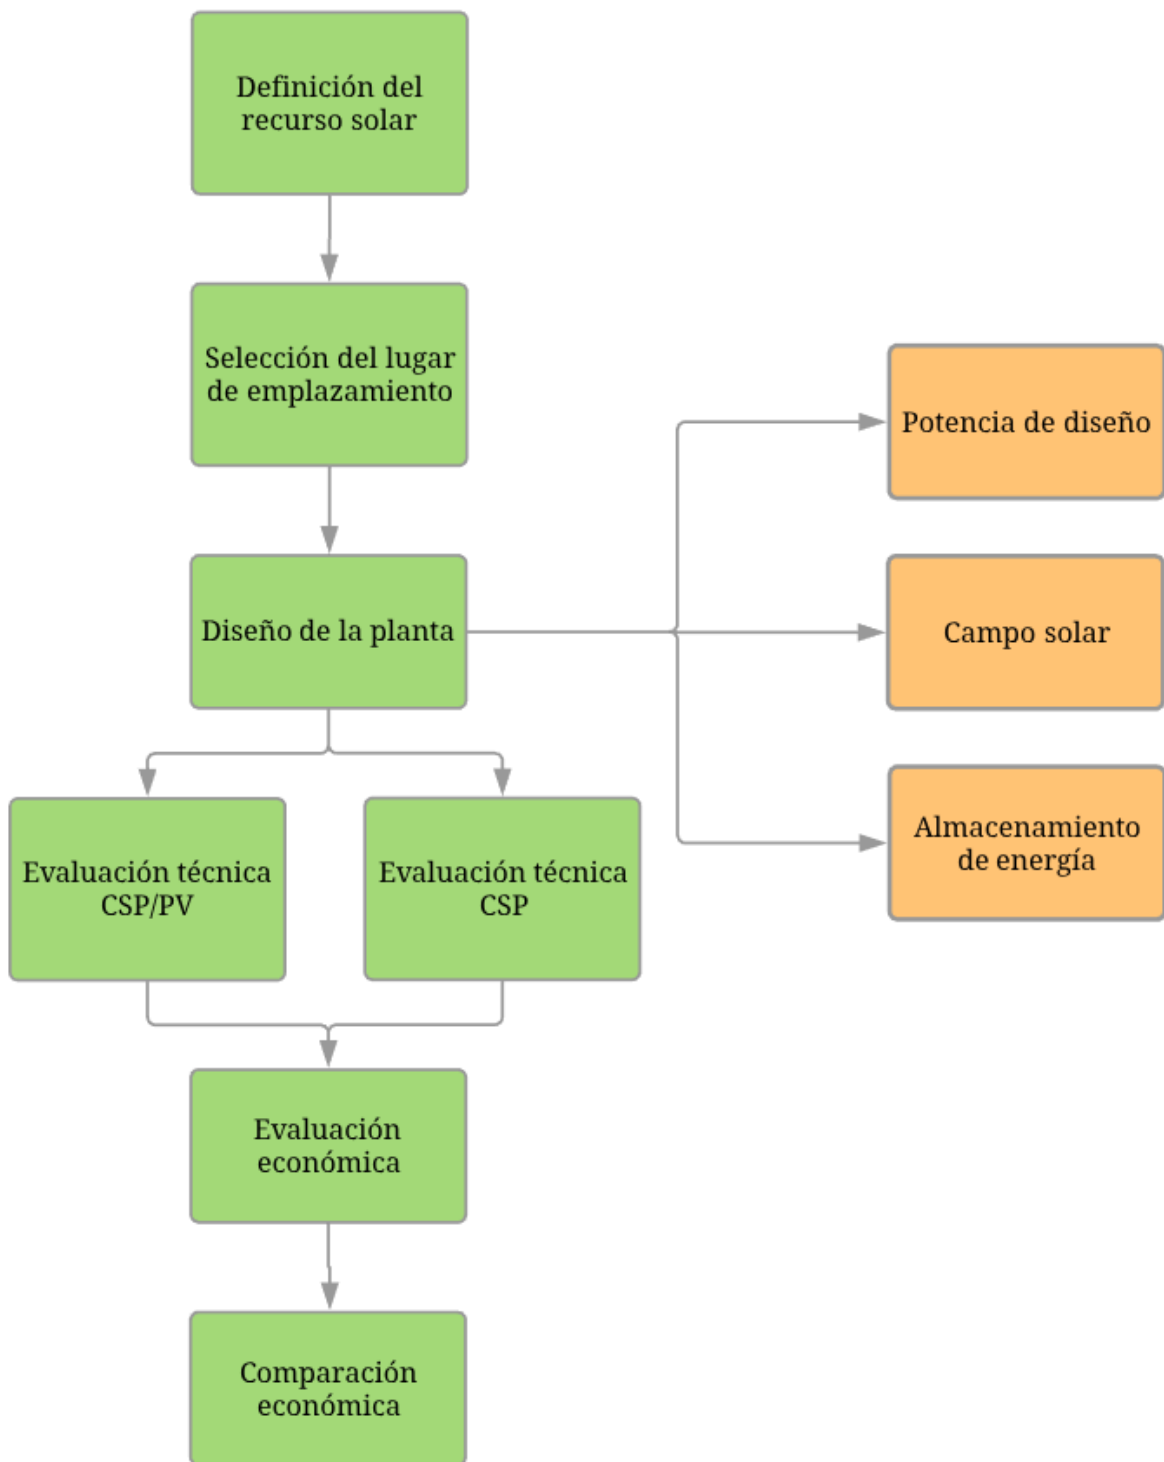 Definición del
recurso solar
Selección del lugar
de emplazamiento
Potencia de diseño
Diseño de la planta
Campo solar
Almacenamiento
de energía
Evaluación técnica
CSP/PV
Evaluación técnica
CSP
Evaluación
económica
Comparación
económica